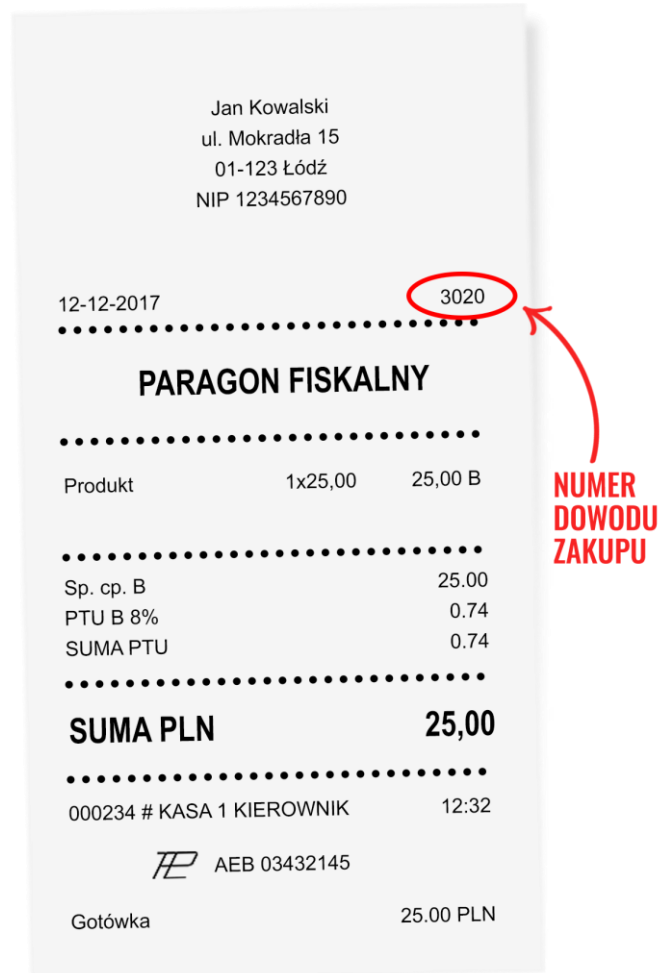 Jan Kowalski
ul. Mokradła 15
01-123 Łódź
NIP 1234567890
12-12-2017 3020
PARAGON FISKALNY
Produkt 1x25,00 25,00 B
NUMER
DOWODU
ZAKUPU
Sp. cp. B 25.00
PTU B 8% 0.74
SUMA PTU 0.74
SUMA PLN 25,00
000234 # KASA 1 KIEROWNIK 12:32
AEB 03432145
Gotówka 25.00 PLN